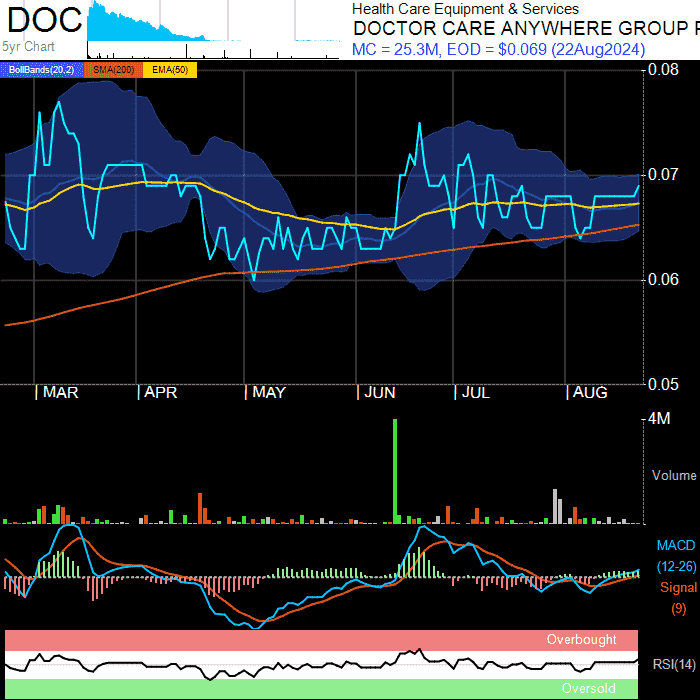 DOC
5yr Chart
Health Care Equipment & Services
DOCTOR CARE ANYWHERE GROUP
MC = 25.3M, EOD = $0.069 (22Aug2024)
BollBands(20,2) SMA(200) EMA(50)
0.08
0.07
0.06
0.05
MAR APR MAY JUN JUL AUG
4M
Volume
MACD
(12-26)
Signal
(9)
Overbought
RSI(14)
Oversold